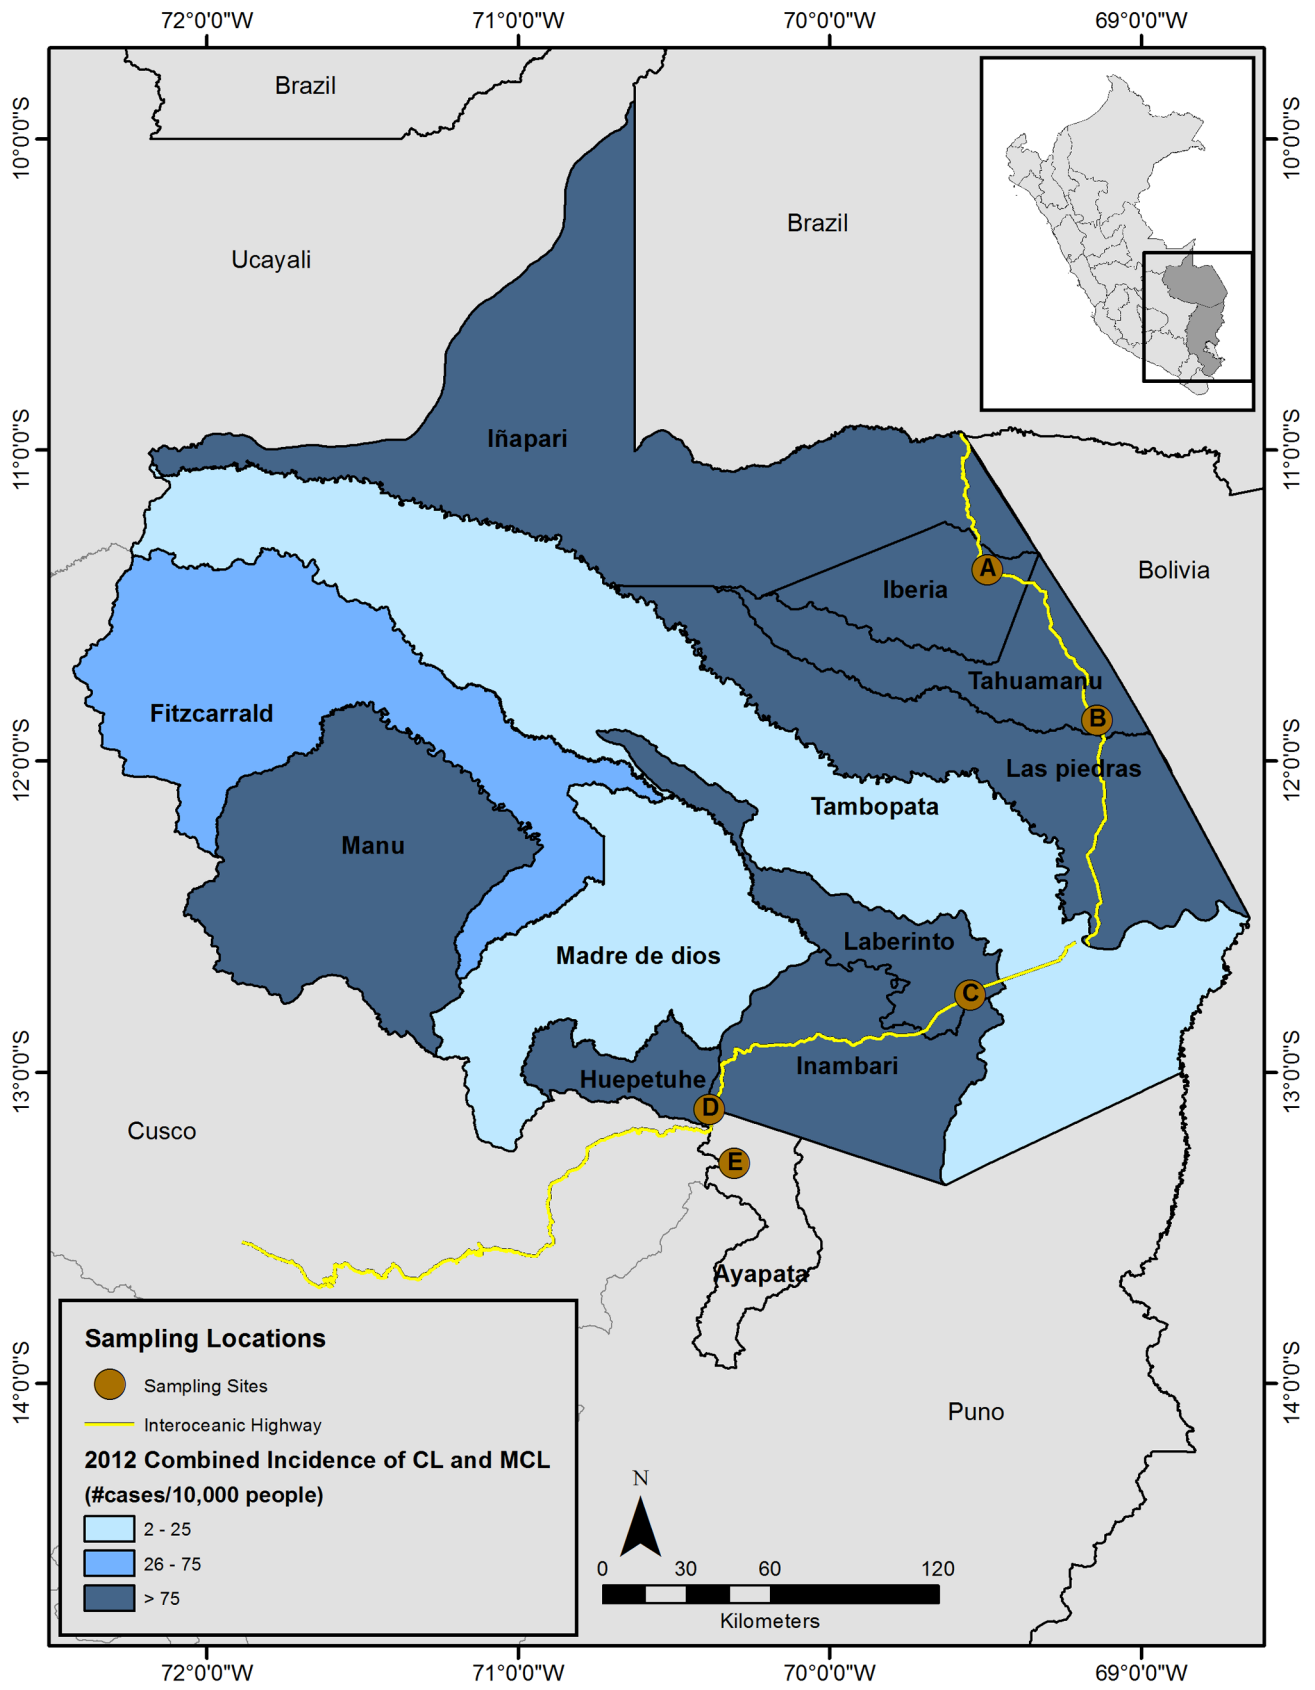 72°0'0"W
71°0'0"W
70°0'0"W
69°0'0"W
10°0'0"S
10°0'0"S
11°0'0"S
11°0'0"S
12°0'0"S
12°0'0"S
13°0'0"S
13°0'0"S
14°0'0"S
14°0'0"S
Brazil
Brazil
Ucayali
Iñapari
A
Bolivia
Iberia
Tahuamanu
Fitzcarrald
B
Las piedras
Tambopata
Manu
Laberinto
Madre de dios
C
Inambari
Huepetuhe
D
Cusco
E
Ayapata
Puno
Sampling Locations
Sampling Sites
Interoceanic Highway
2012 Combined Incidence of CL and MCL
(#cases/10,000 people)
2 - 25
26 - 75
> 75
N
0 30 60 120
Kilometers
72°0'0"W
71°0'0"W
70°0'0"W
69°0'0"W